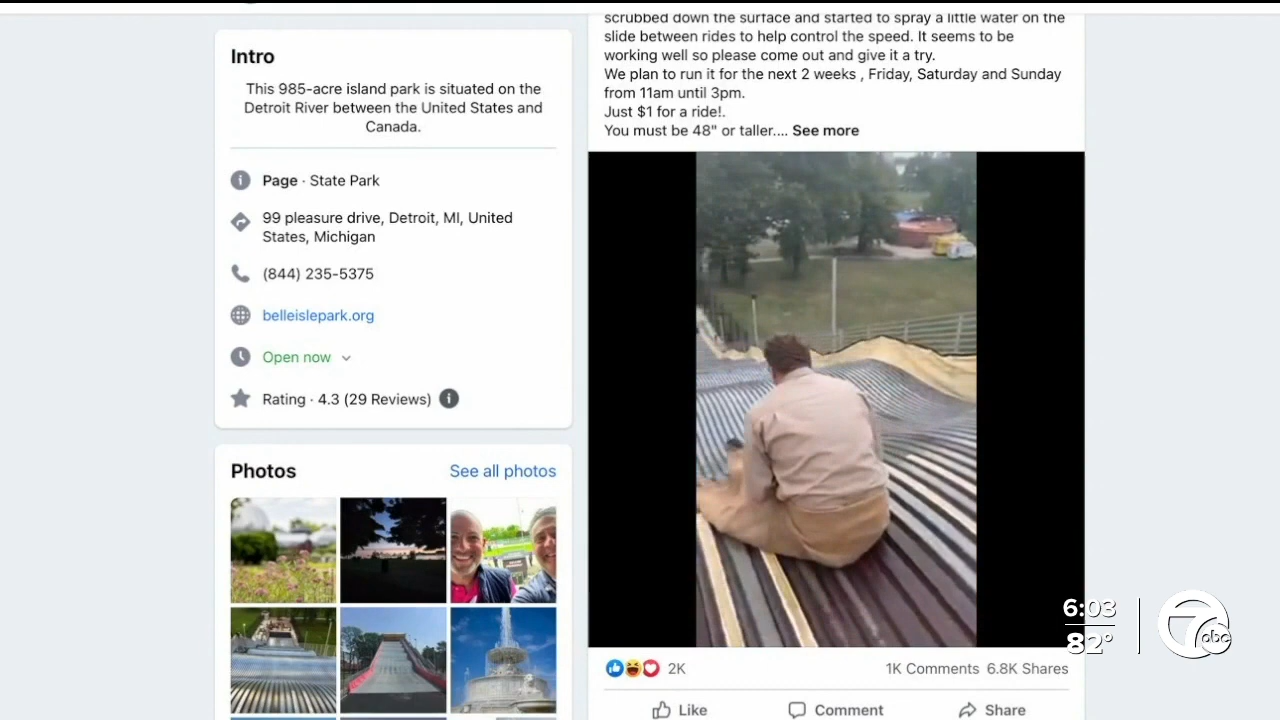 Intro
This 985-acre island park is situated on the
Detroit River between the United States and
Canada.
Page · State Park
99 pleasure drive, Detroit, MI, United
States, Michigan
(844) 235-5375
belleislepark.org
Open now
Rating · 4.3 (29 Reviews)
Photos
See all photos
scrubbed down the surface and started to spray a little water on the
slide between rides to help control the speed. It seems to be
working well so please come out and give it a try.
We plan to run it for the next 2 weeks , Friday, Saturday and Sunday
from 11am until 3pm.
Just $1 for a ride!.
You must be 48" or taller.... See more
2K
1K Comments 6.8K Shares
Like
Comment
Share
6:03
82°
7
abc